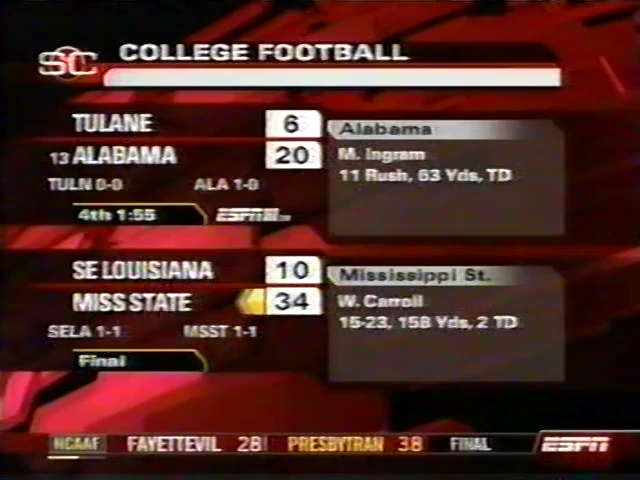 SC COLLEGE FOOTBALL
TULANE 6
13 ALABAMA 20
TULN 0-0 ALA 1-0
4th 1:55
Alabama
M. Ingram
11 Rush, 63 Yds, TD
SE LOUISIANA 10
MISS STATE 34
SELA 1-1 MSST 1-1
Final
Mississippi St.
W. Carroll
15-23, 158 Yds, 2 TD
NCAAF FAYETTEVIL 28 PRESBYTRAN 38 FINAL ESPN